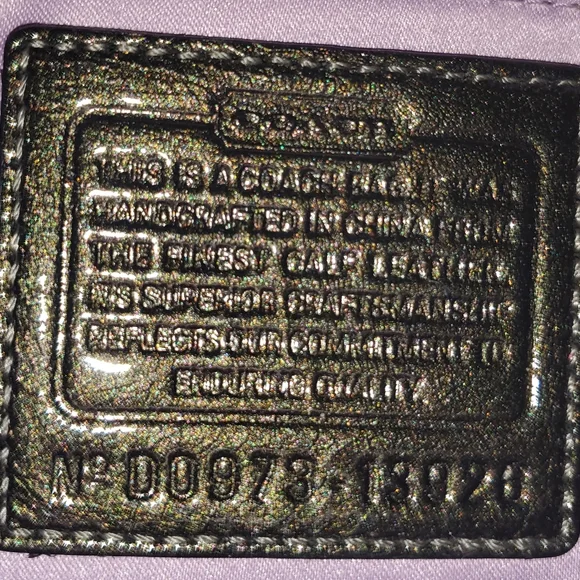 COACH
THIS IS A COACH BAG. IT WAS
HANDCRAFTED IN CHINA FROM
THE FINEST CALF LEATHER.
ITS SUPERIOR CRAFTSMANSHIP
REFLECTS OUR COMMITMENT TO
ENDURING QUALITY.
Nº D0973-13920